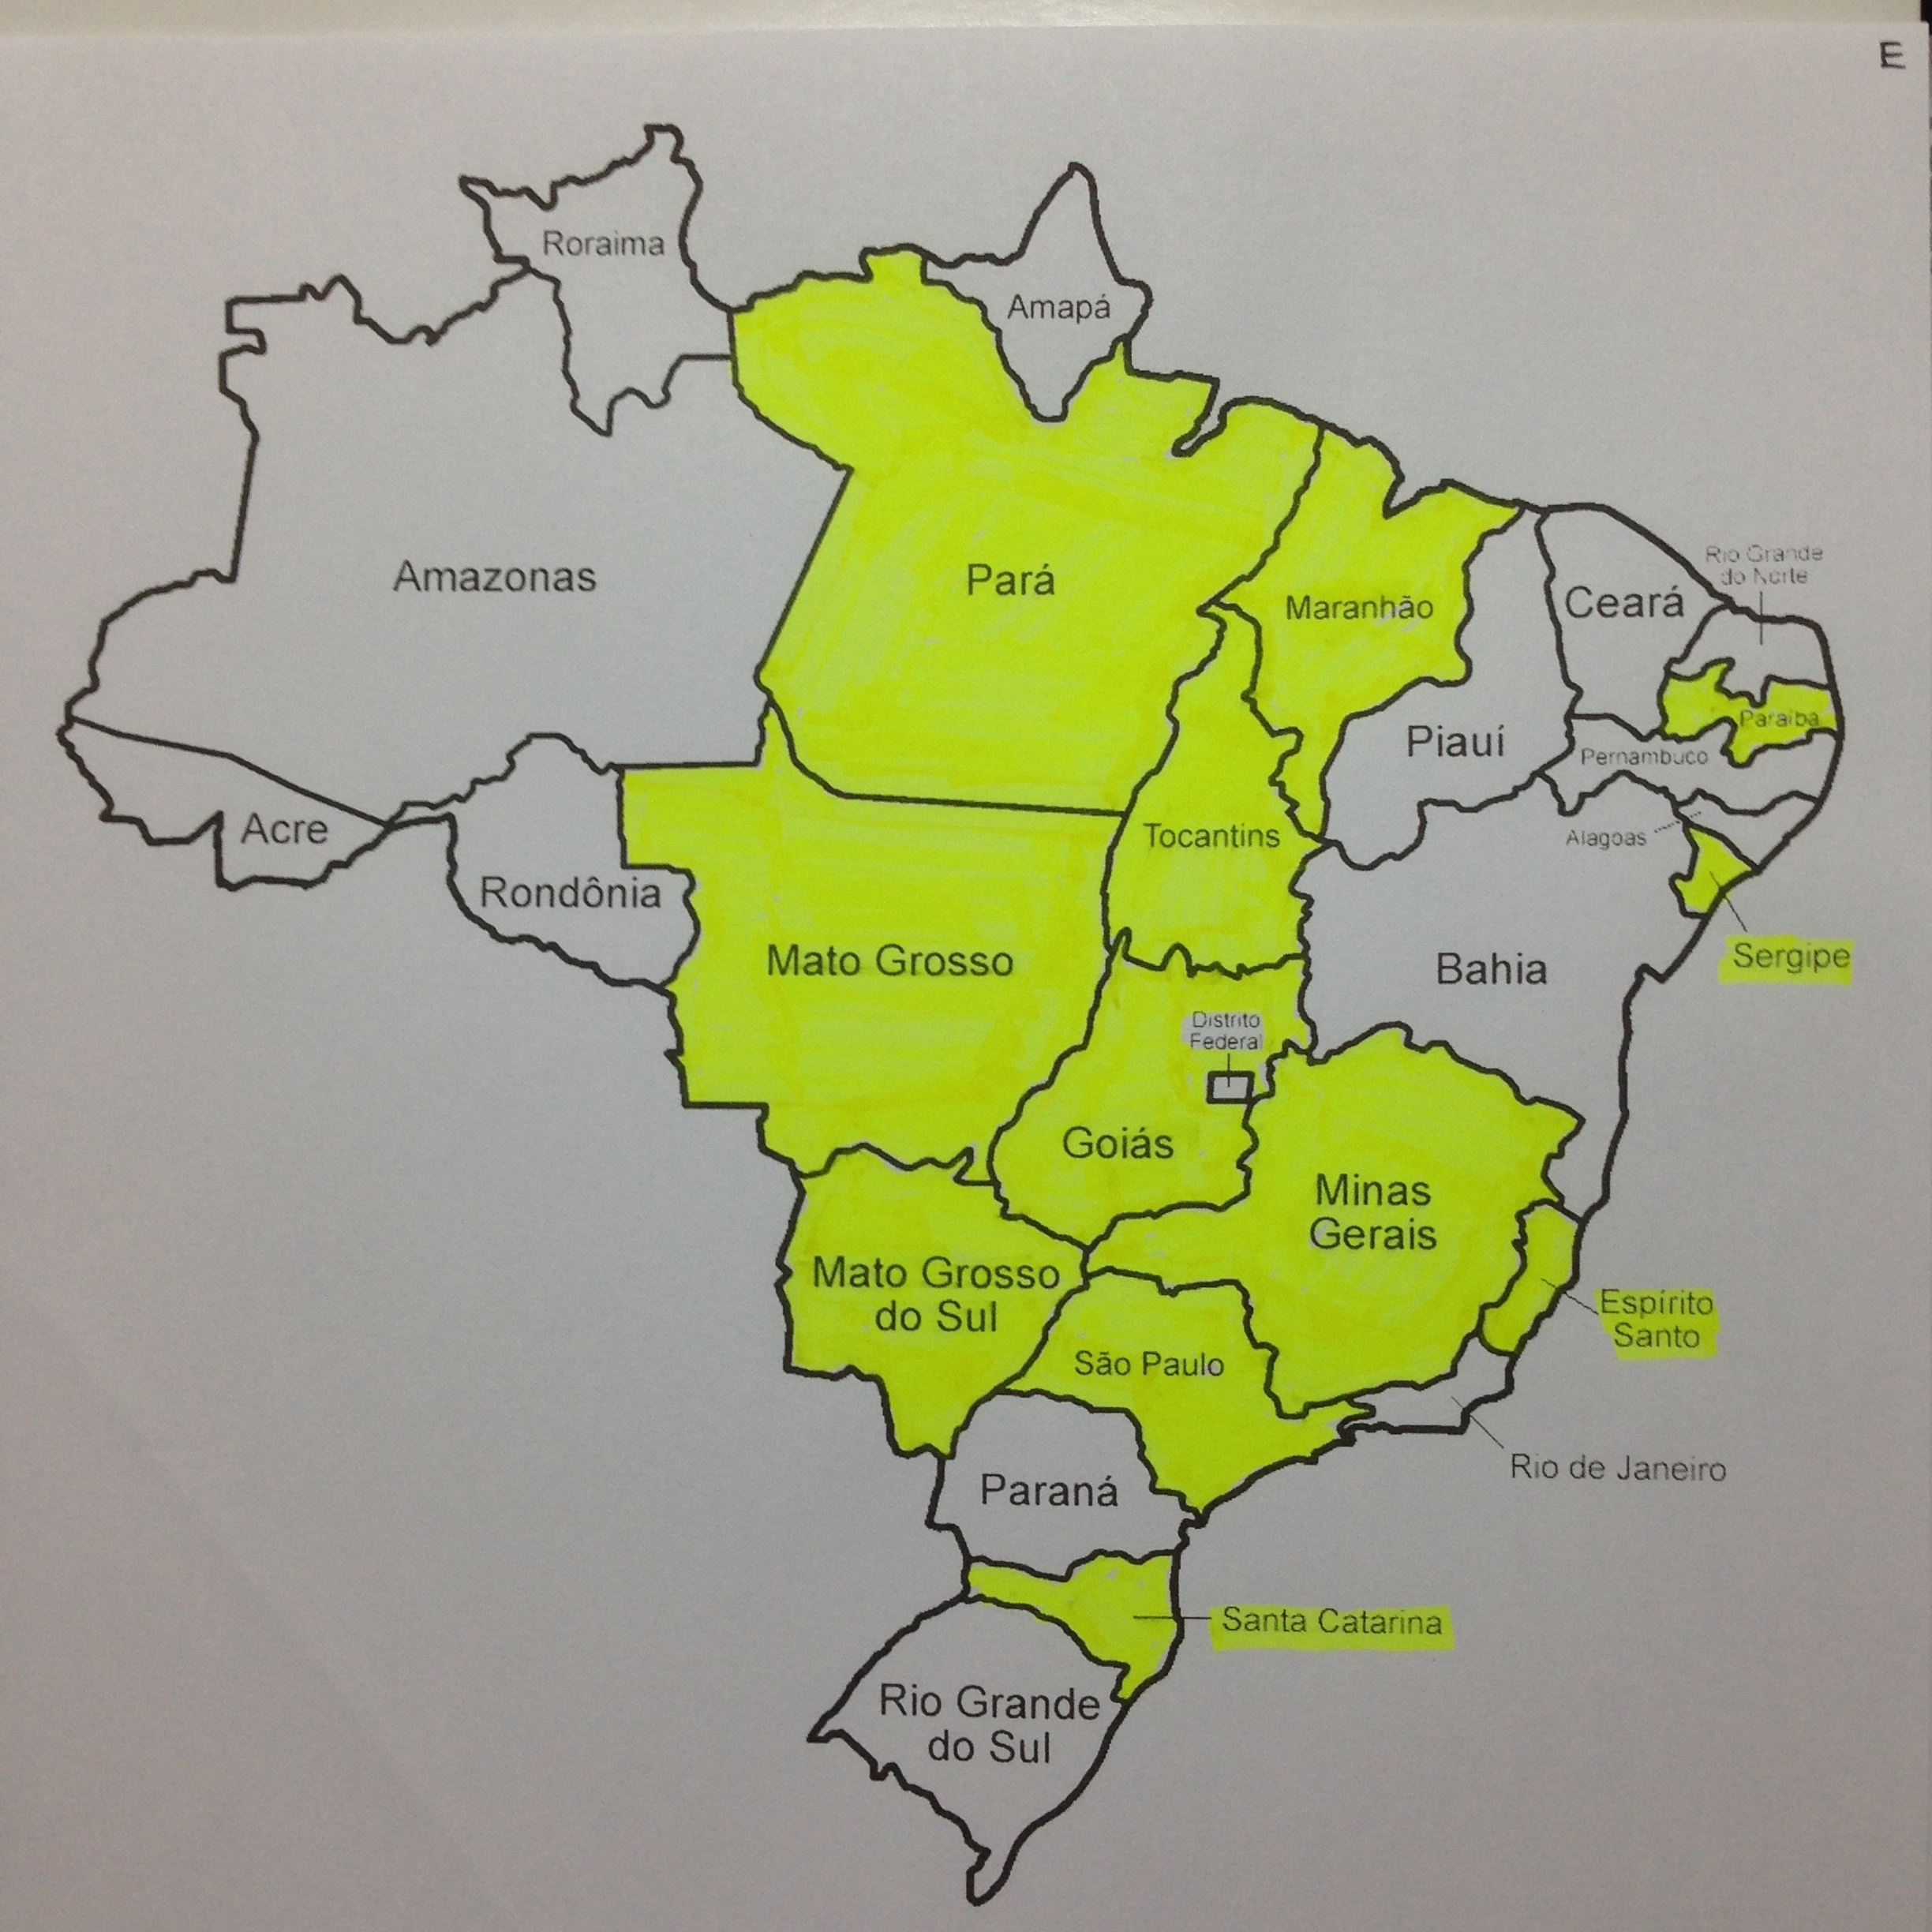 E
Roraima
Amapá
Rio Grande
do Norte
Amazonas
Pará
Maranhão
Ceará
Paraíba
Piauí
Pernambuco
Acre
Tocantins
Alagoas
Rondônia
Mato Grosso
Bahia
Sergipe
Distrito
Federal
Goiás
Minas
Gerais
Mato Grosso
do Sul
Espírito
Santo
São Paulo
Rio de Janeiro
Paraná
Santa Catarina
Rio Grande
do Sul